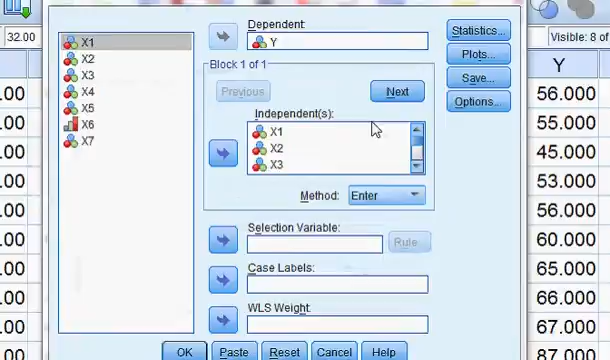 32.00
Visible: 8 of
X1
X2
X3
X4
X5
X6
X7
Dependent:
Y
Block 1 of 1
Previous
Next
Independent(s):
X1
X2
X3
Method: Enter
Selection Variable:
Rule...
Case Labels:
WLS Weight:
Statistics...
Plots...
Save...
Options...
OK
Paste
Reset
Cancel
Help
.00
.00
.00
.00
.00
.00
.00
.00
.00
.00
Y
56.000
55.000
45.000
53.000
56.000
60.000
65.000
66.000
67.000
87.000